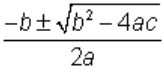 -b ± √b² - 4ac
2a